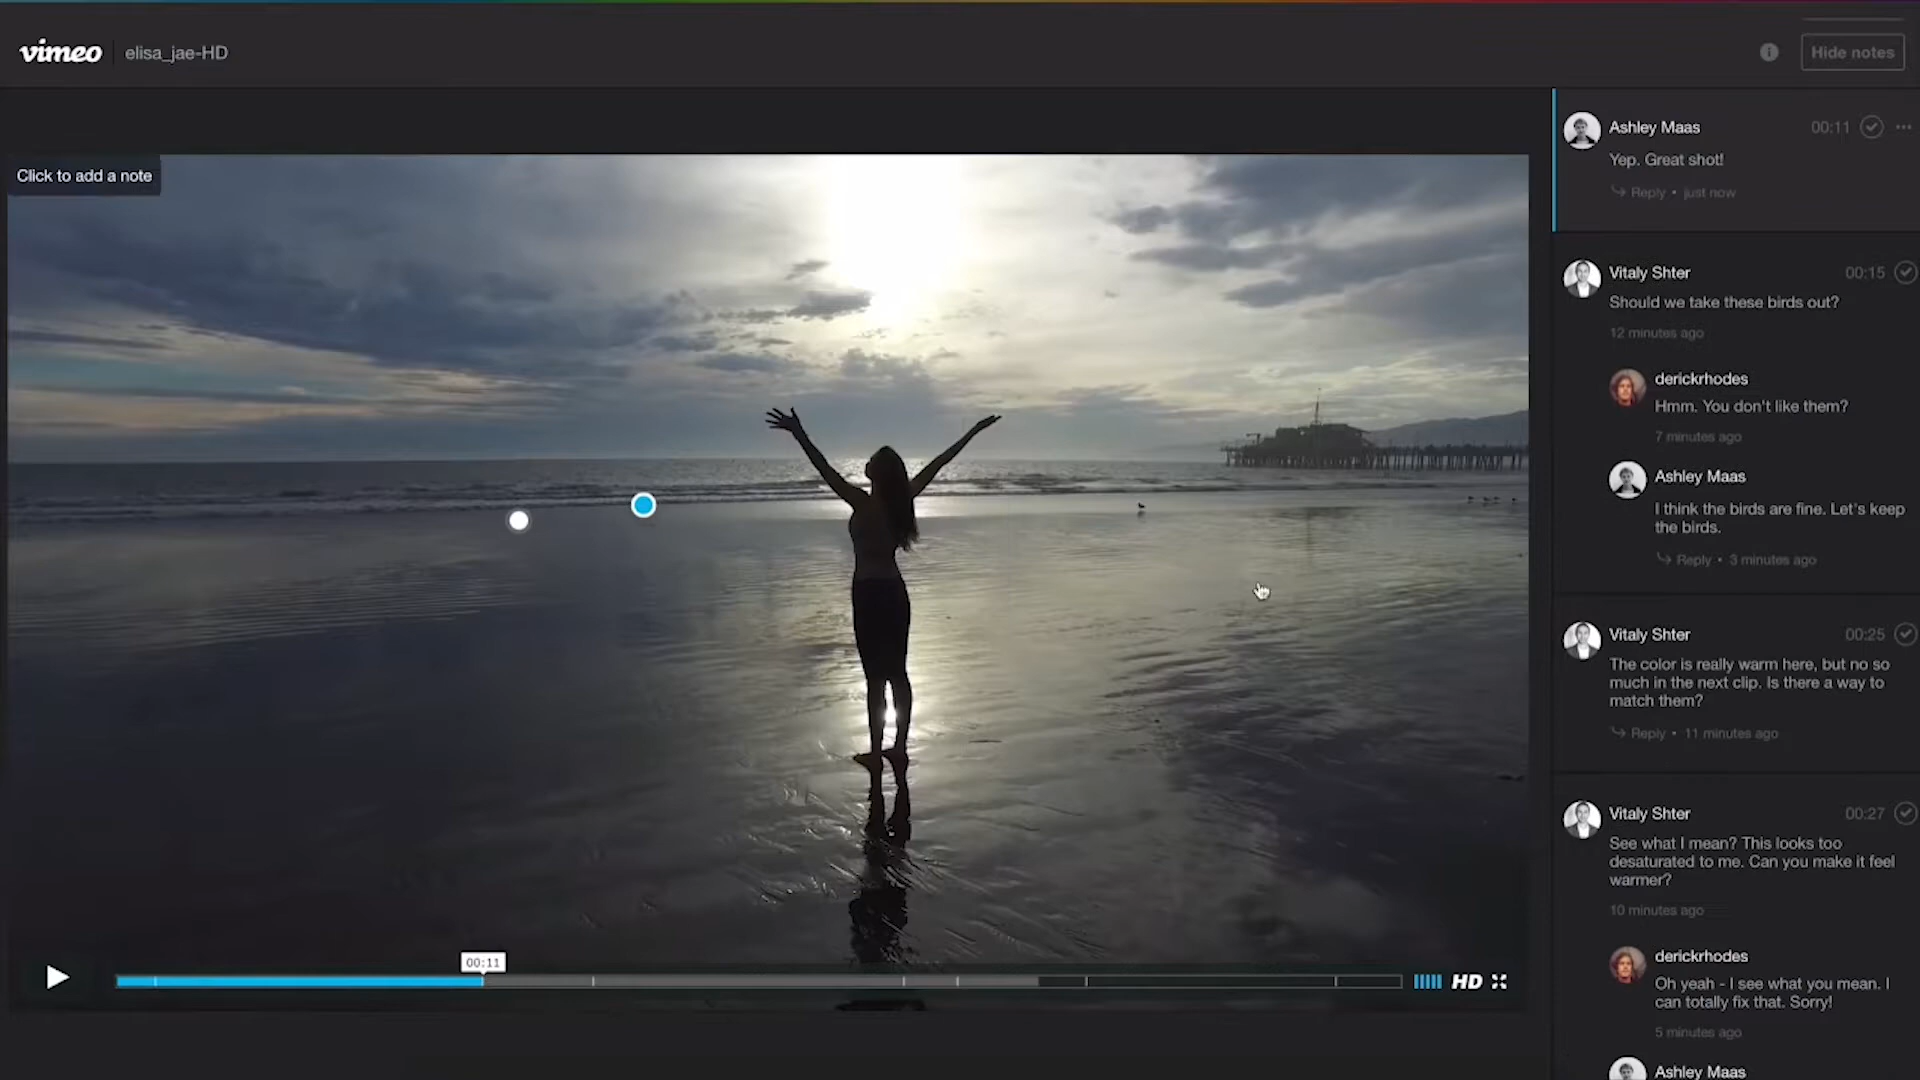 vimeo
elisa_jae-HD
Hide notes
Click to add a note
Ashley Maas
00:11
Yep. Great shot!
Reply • just now
Vitaly Shter
00:15
Should we take these birds out?
12 minutes ago
derickrhodes
Hmm. You don't like them?
7 minutes ago
Ashley Maas
I think the birds are fine. Let's keep
the birds.
Reply • 3 minutes ago
Vitaly Shter
00:25
The color is really warm here, but no so
much in the next clip. Is there a way to
match them?
Reply • 11 minutes ago
Vitaly Shter
00:27
See what I mean? This looks too
desaturated to me. Can you make it feel
warmer?
10 minutes ago
derickrhodes
Oh yeah - I see what you mean. I
can totally fix that. Sorry!
5 minutes ago
Ashley Maas
00:11
HD